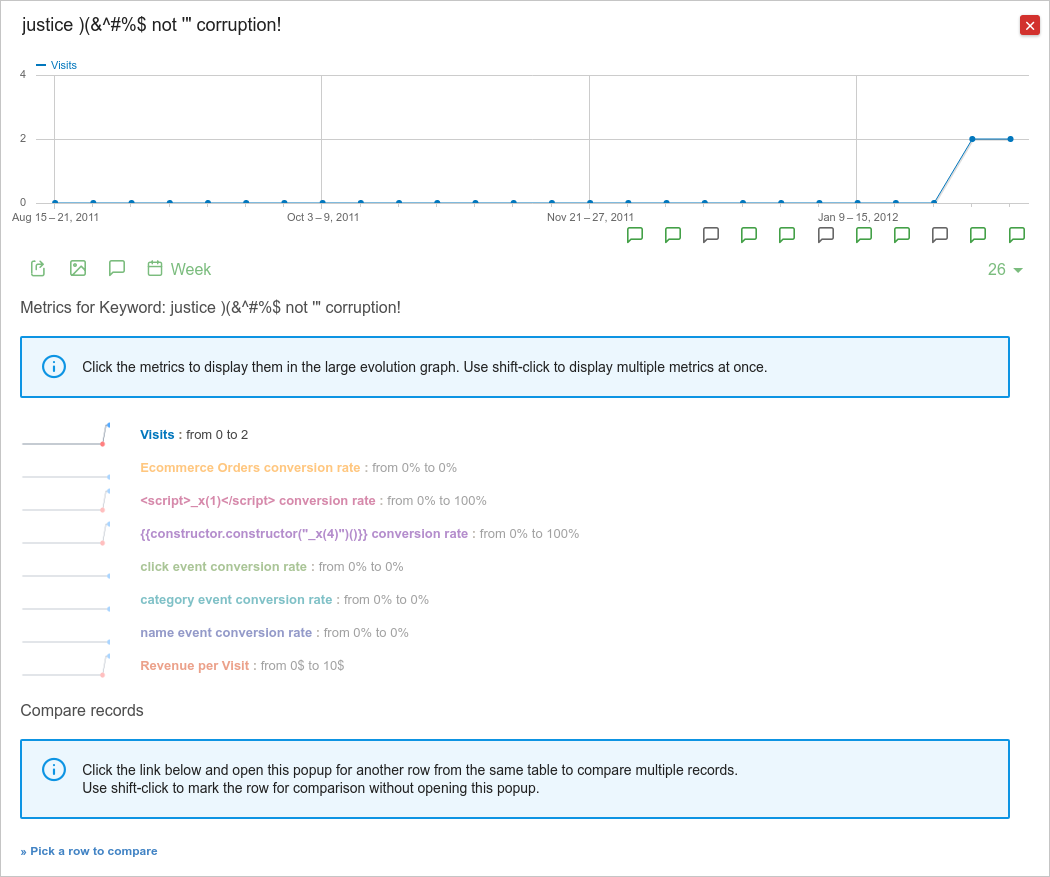 justice )(&^#%$ not '" corruption!
Visits
4
2
0
Aug 15 – 21, 2011 Oct 3 – 9, 2011 Nov 21 – 27, 2011 Jan 9 – 15, 2012
Week 26
Metrics for Keyword: justice )(&^#%$ not '" corruption!
Click the metrics to display them in the large evolution graph. Use shift-click to display multiple metrics at once.
Visits : from 0 to 2
Ecommerce Orders conversion rate : from 0% to 0%
<script>_x(1)</script> conversion rate : from 0% to 100%
{{constructor.constructor("_x(4)")()}} conversion rate : from 0% to 100%
click event conversion rate : from 0% to 0%
category event conversion rate : from 0% to 0%
name event conversion rate : from 0% to 0%
Revenue per Visit : from 0$ to 10$
Compare records
Click the link below and open this popup for another row from the same table to compare multiple records.
Use shift-click to mark the row for comparison without opening this popup.
» Pick a row to compare